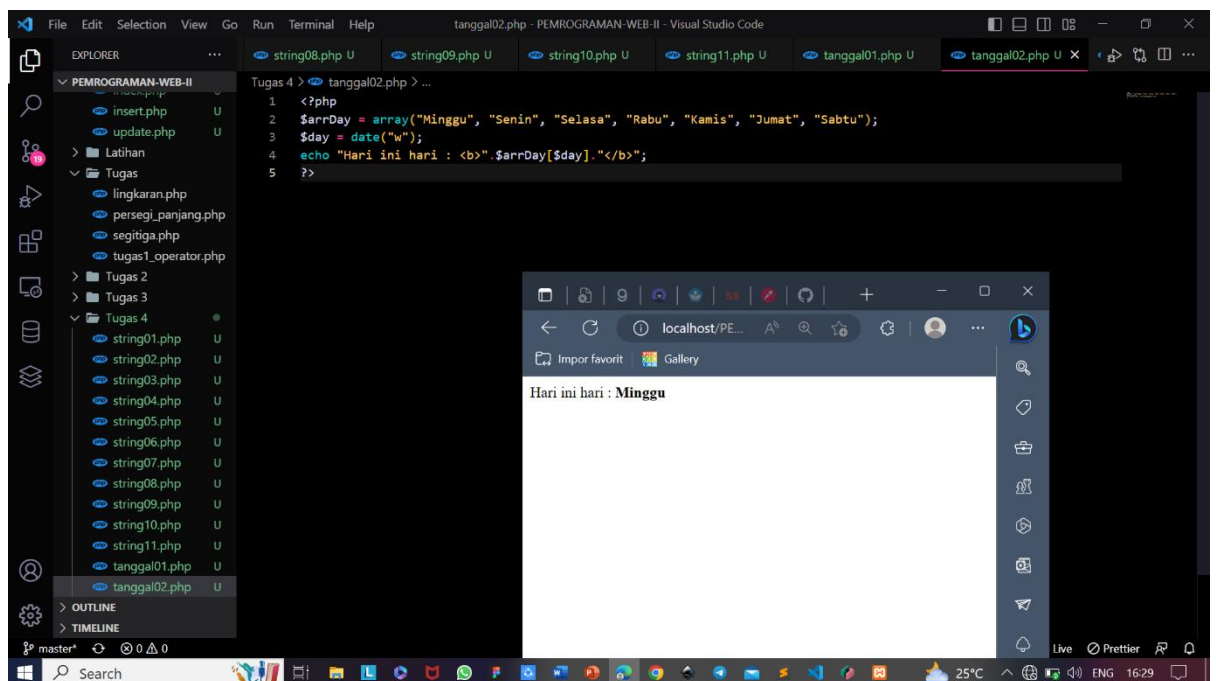 File Edit Selection View Go Run Terminal Help tanggal02.php - PEMROGRAMAN-WEB-II - Visual Studio Code
EXPLORER ...
string08.php U string09.php U string10.php U string11.php U tanggal01.php U tanggal02.php U
PEMROGRAMAN-WEB-II
index.php
insert.php U
update.php U
Latihan
Tugas
lingkaran.php
persegi_panjang.php
segitiga.php
tugas1_operator.php
Tugas 2
Tugas 3
Tugas 4
string01.php U
string02.php U
string03.php U
string04.php U
string05.php U
string06.php U
string07.php U
string08.php U
string09.php U
string10.php U
string11.php U
tanggal01.php U
tanggal02.php U
OUTLINE
TIMELINE
19
Tugas 4 > tanggal02.php > ...
1 <?php
2 $arrDay = array("Minggu", "Senin", "Selasa", "Rabu", "Kamis", "Jumat", "Sabtu");
3 $day = date("w");
4 echo "Hari ini hari : <b>".$arrDay[$day]."</b>";
5 ?>
localhost/PE...
Impor favorit Gallery
Hari ini hari : Minggu
master* 0 0 Live Prettier
Search 25°C ENG 16:29